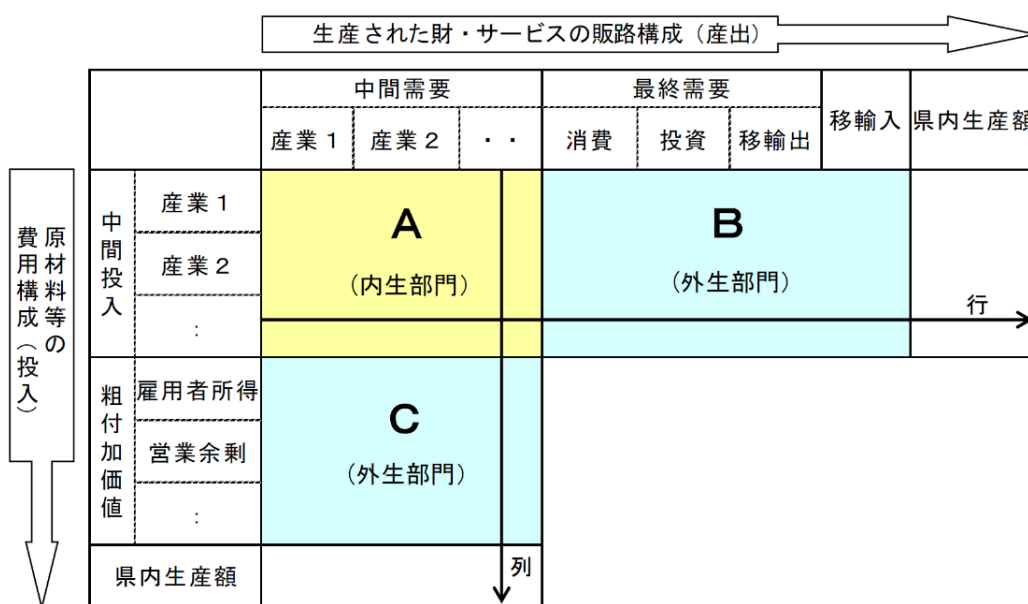 生産された財・サービスの販路構成（産出）
中間需要
最終需要
移輸入
県内生産額
産業１
産業２
・・
消費
投資
移輸出
原材料等の
費用構成（投入）
中間投入
産業１
産業２
：
A
（内生部門）
B
（外生部門）
行
粗付加価値
雇用者所得
営業余剰
：
C
（外生部門）
県内生産額
列